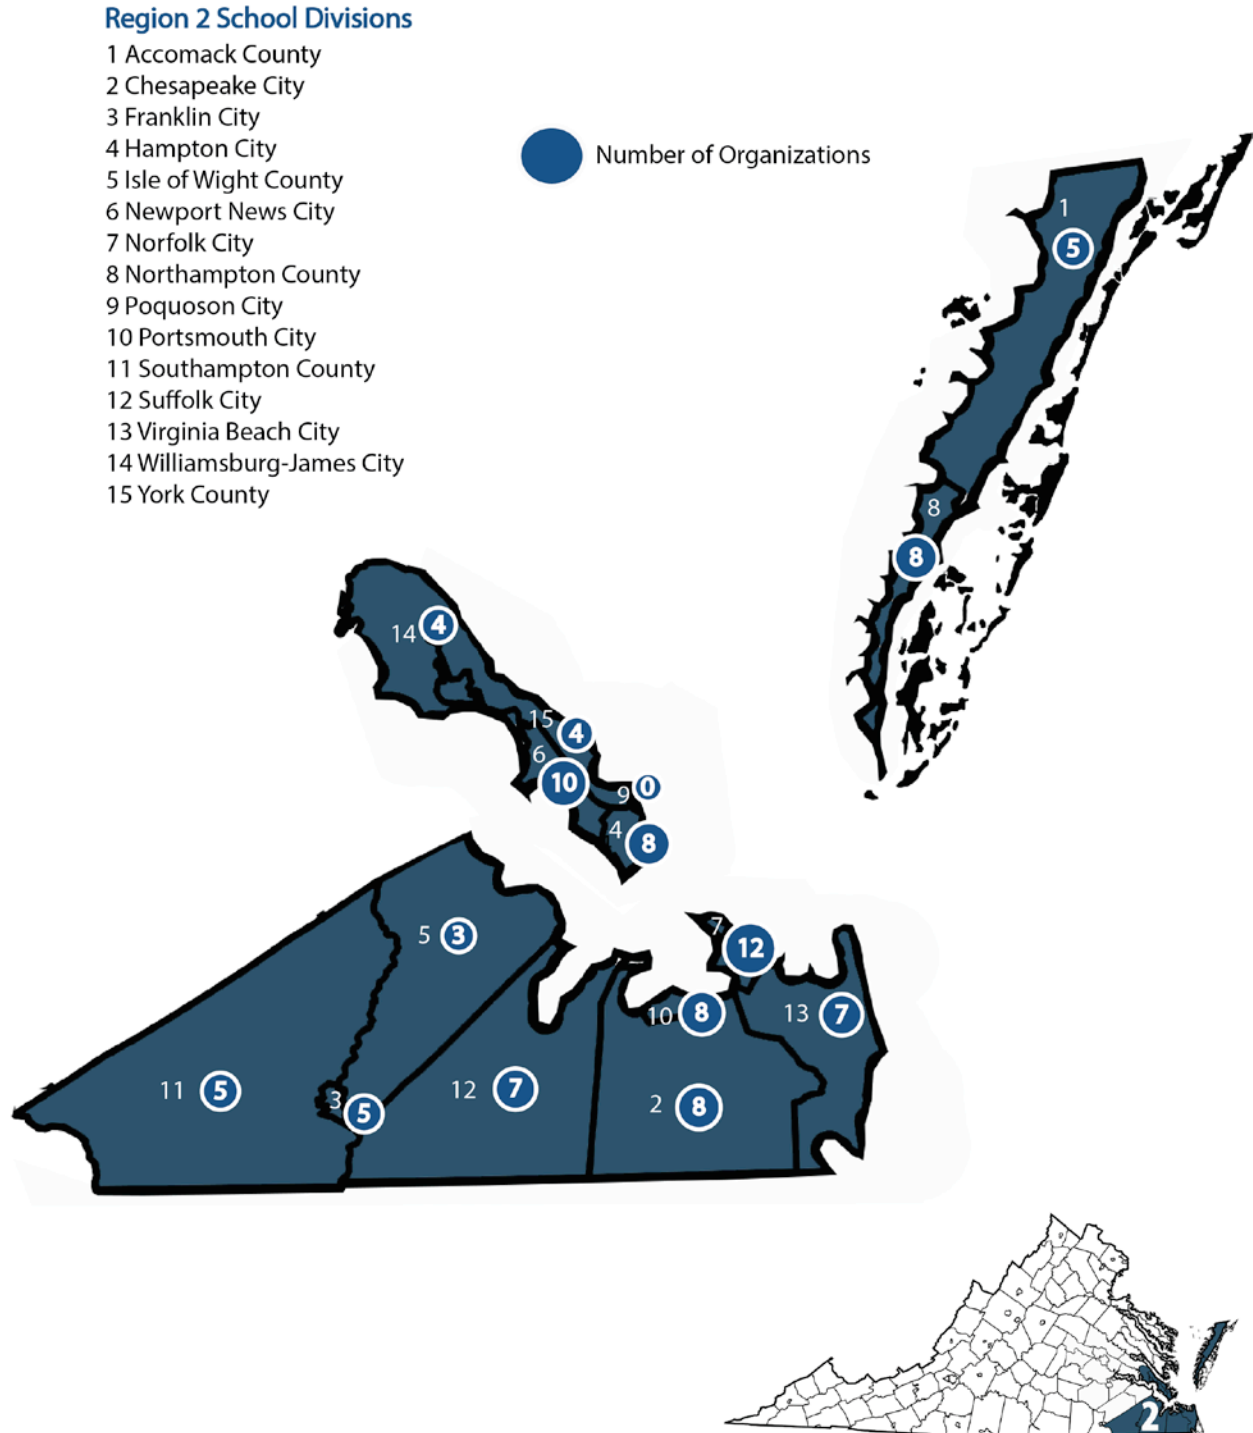 Region 2 School Divisions
1 Accomack County
2 Chesapeake City
3 Franklin City
4 Hampton City
5 Isle of Wight County
6 Newport News City
7 Norfolk City
8 Northampton County
9 Poquoson City
10 Portsmouth City
11 Southampton County
12 Suffolk City
13 Virginia Beach City
14 Williamsburg-James City
15 York County
Number of Organizations
1
5
8
8
14 4
15 4
6
10
9 0
4 8
5 3
7 12
10 8
13 7
11 5
3 5
12 7
2 8
2